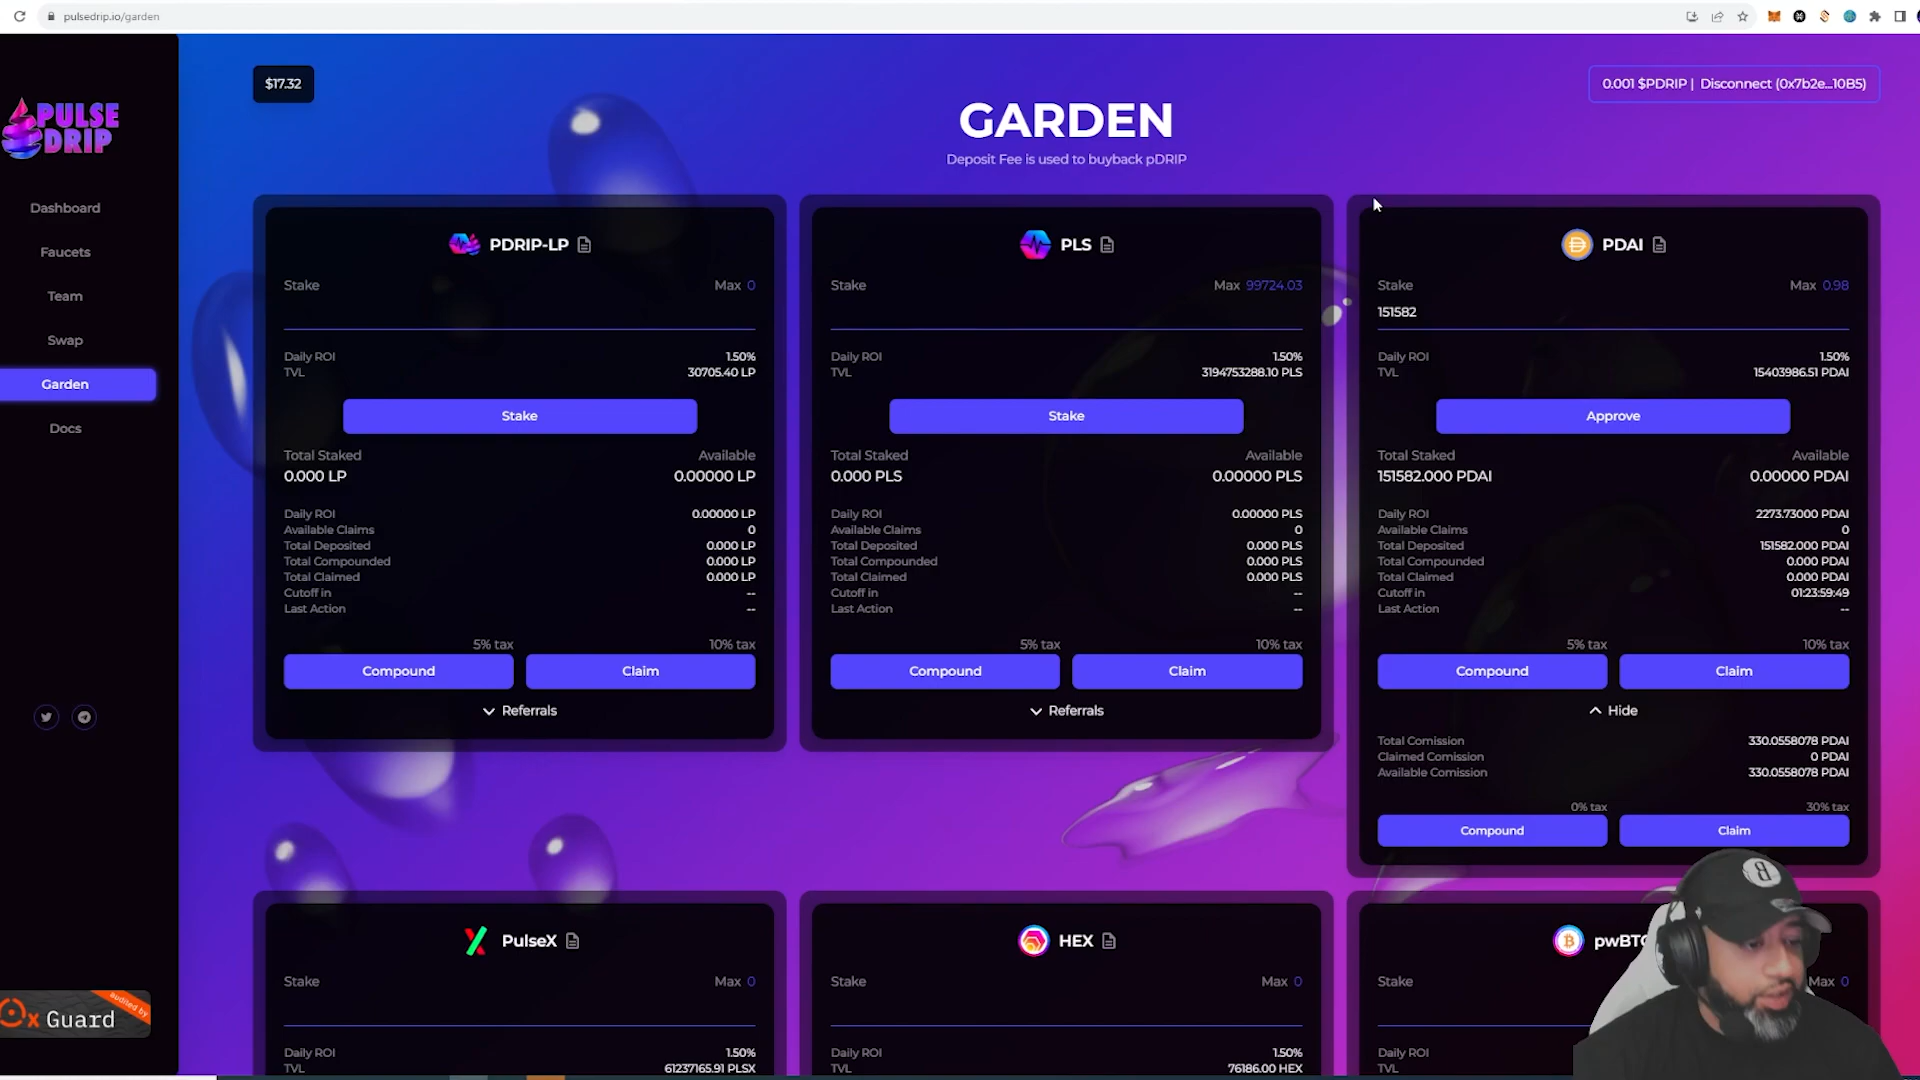 pulsedrip.io/garden
$17.32
0.001 $PDRIP | Disconnect (0x7b2e...10B5)
PULSE
DRIP
GARDEN
Deposit Fee is used to buyback pDRIP
Dashboard
Faucets
Team
Swap
Garden
Docs
audited by
x Guard
PDRIP-LP
Stake Max 0
Daily ROI 1.50%
TVL 30705.40 LP
Stake
Total Staked Available
0.000 LP 0.00000 LP
Daily ROI 0.00000 LP
Available Claims 0
Total Deposited 0.000 LP
Total Compounded 0.000 LP
Total Claimed 0.000 LP
Cutoff in --
Last Action --
5% tax 10% tax
Compound Claim
Referrals
PLS
Stake Max 99724.03
Daily ROI 1.50%
TVL 3194753288.10 PLS
Stake
Total Staked Available
0.000 PLS 0.00000 PLS
Daily ROI 0.00000 PLS
Available Claims 0
Total Deposited 0.000 PLS
Total Compounded 0.000 PLS
Total Claimed 0.000 PLS
Cutoff in --
Last Action --
5% tax 10% tax
Compound Claim
Referrals
PDAI
Stake Max 0.98
151582
Daily ROI 1.50%
TVL 15403986.51 PDAI
Approve
Total Staked Available
151582.000 PDAI 0.00000 PDAI
Daily ROI 2273.73000 PDAI
Available Claims 0
Total Deposited 151582.000 PDAI
Total Compounded 0.000 PDAI
Total Claimed 0.000 PDAI
Cutoff in 01:23:59:49
Last Action --
5% tax 10% tax
Compound Claim
Hide
Total Comission 330.0558078 PDAI
Claimed Comission 0 PDAI
Available Comission 330.0558078 PDAI
0% tax 30% tax
Compound Claim
PulseX
Stake Max 0
Daily ROI 1.50%
TVL 61237165.91 PLSX
HEX
Stake Max 0
Daily ROI 1.50%
TVL 76186.00 HEX
pwBTC
Stake Max 0
Daily ROI
TVL